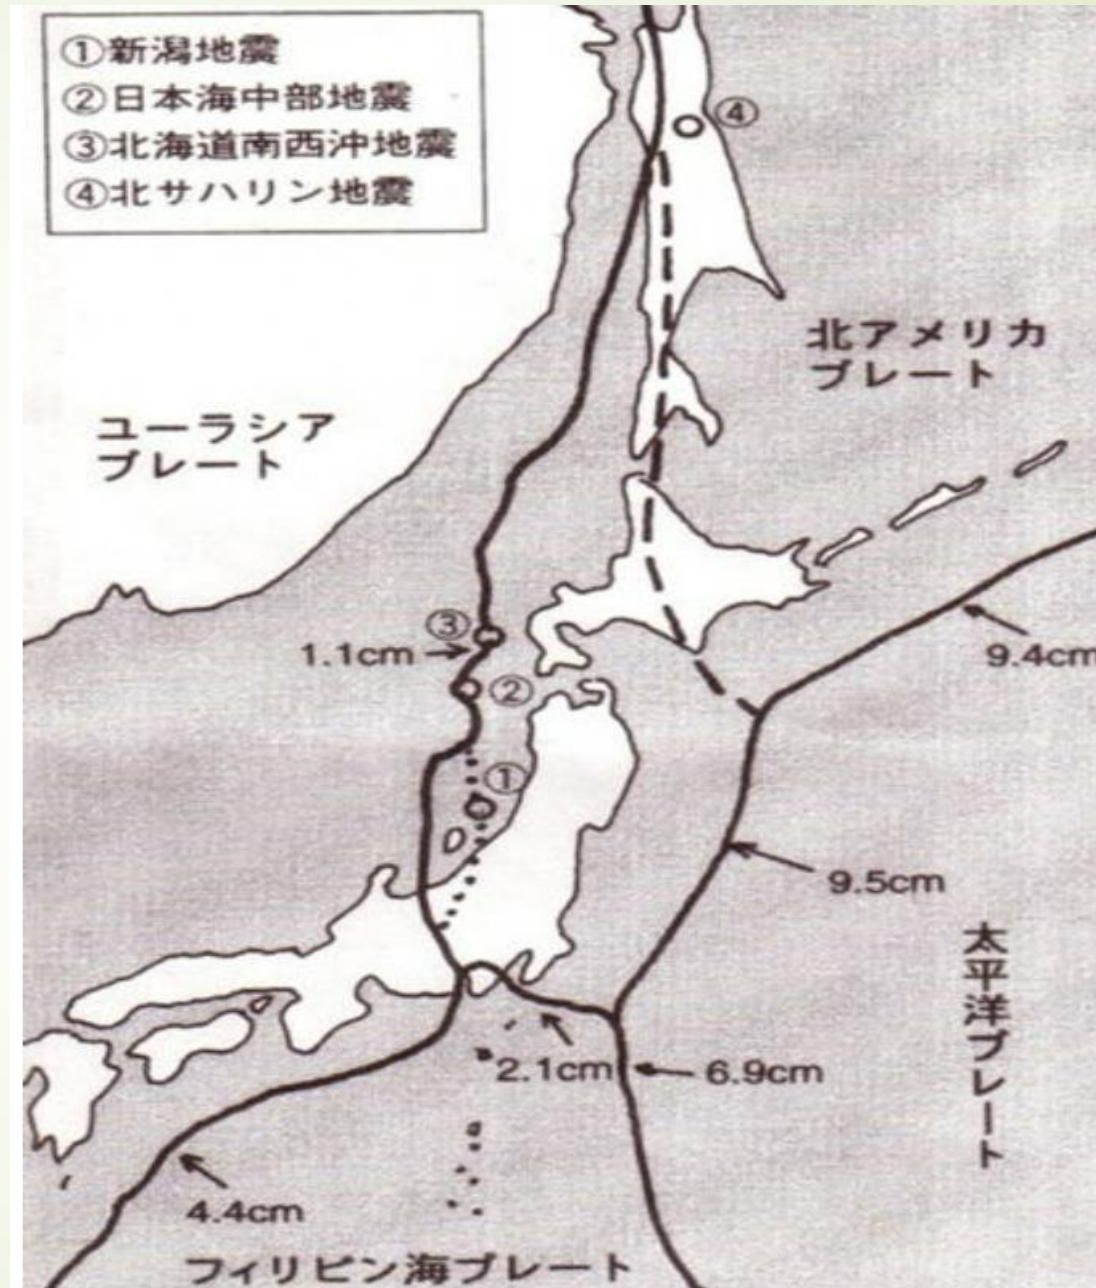 ①新潟地震
②日本海中部地震
③北海道南西沖地震
④北サハリン地震
④
北アメリカ
プレート
ユーラシア
プレート
③
1.1cm
②
9.4cm
①
9.5cm
太平洋プレート
2.1cm
6.9cm
4.4cm
フィリピン海プレート